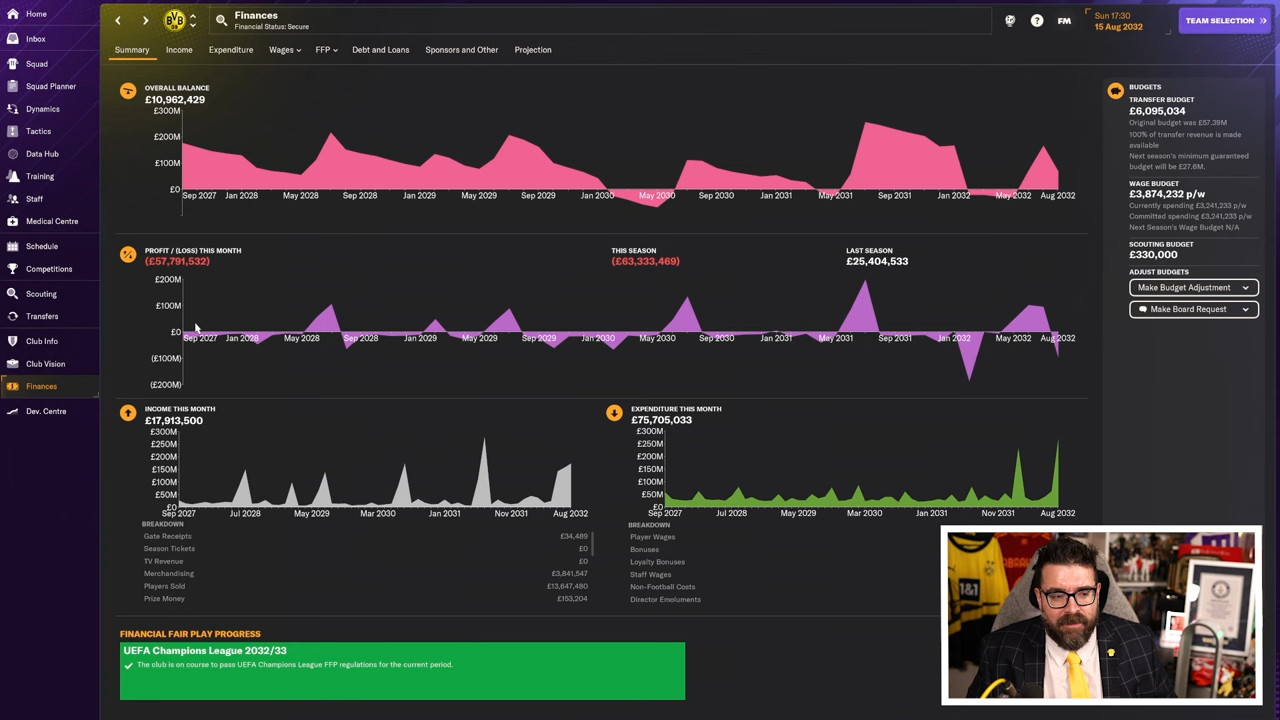 Home
Inbox
Squad
Squad Planner
Dynamics
Tactics
Data Hub
Training
Staff
Medical Centre
Schedule
Competitions
Scouting
Transfers
Club Info
Club Vision
Finances
Dev. Centre
BVB
09
Finances
Financial Status: Secure
?
FM
Sun 17:30
15 Aug 2032
TEAM SELECTION
Summary
Income
Expenditure
Wages
FFP
Debt and Loans
Sponsors and Other
Projection
OVERALL BALANCE
£10,962,429
£300M
£200M
£100M
£0
Sep 2027 Jan 2028 May 2028 Sep 2028 Jan 2029 May 2029 Sep 2029 Jan 2030 May 2030 Sep 2030 Jan 2031 May 2031 Sep 2031 Jan 2032 May 2032 Aug 2032
PROFIT / (LOSS) THIS MONTH
(£57,791,532)
THIS SEASON
(£63,333,469)
LAST SEASON
£25,404,533
£200M
£100M
£0
Sep 2027 Jan 2028 May 2028 Sep 2028 Jan 2029 May 2029 Sep 2029 Jan 2030 May 2030 Sep 2030 Jan 2031 May 2031 Sep 2031 Jan 2032 May 2032 Aug 2032
(£100M)
(£200M)
INCOME THIS MONTH
£17,913,500
£300M
£250M
£200M
£150M
£100M
£50M
£0
Sep 2027 Jul 2028 May 2029 Mar 2030 Jan 2031 Nov 2031 Aug 2032
BREAKDOWN
Gate Receipts £34,489
Season Tickets £0
TV Revenue £0
Merchandising £3,841,547
Players Sold £13,647,480
Prize Money £153,204
EXPENDITURE THIS MONTH
£75,705,033
£300M
£250M
£200M
£150M
£100M
£50M
£0
Sep 2027 Jul 2028 May 2029 Mar 2030 Jan 2031 Nov 2031 Aug 2032
BREAKDOWN
Player Wages
Bonuses
Loyalty Bonuses
Staff Wages
Non-Football Costs
Director Emoluments
FINANCIAL FAIR PLAY PROGRESS
UEFA Champions League 2032/33
The club is on course to pass UEFA Champions League FFP regulations for the current period.
BUDGETS
TRANSFER BUDGET
£6,095,034
Original budget was £57.39M
100% of transfer revenue is made
available
Next season's minimum guaranteed
budget will be £27.6M.
WAGE BUDGET
£3,874,232 p/w
Currently spending £3,241,233 p/w
Committed spending £3,241,233 p/w
Next Season's Wage Budget N/A
SCOUTING BUDGET
£330,000
ADJUST BUDGETS
Make Budget Adjustment
Make Board Request
1&1